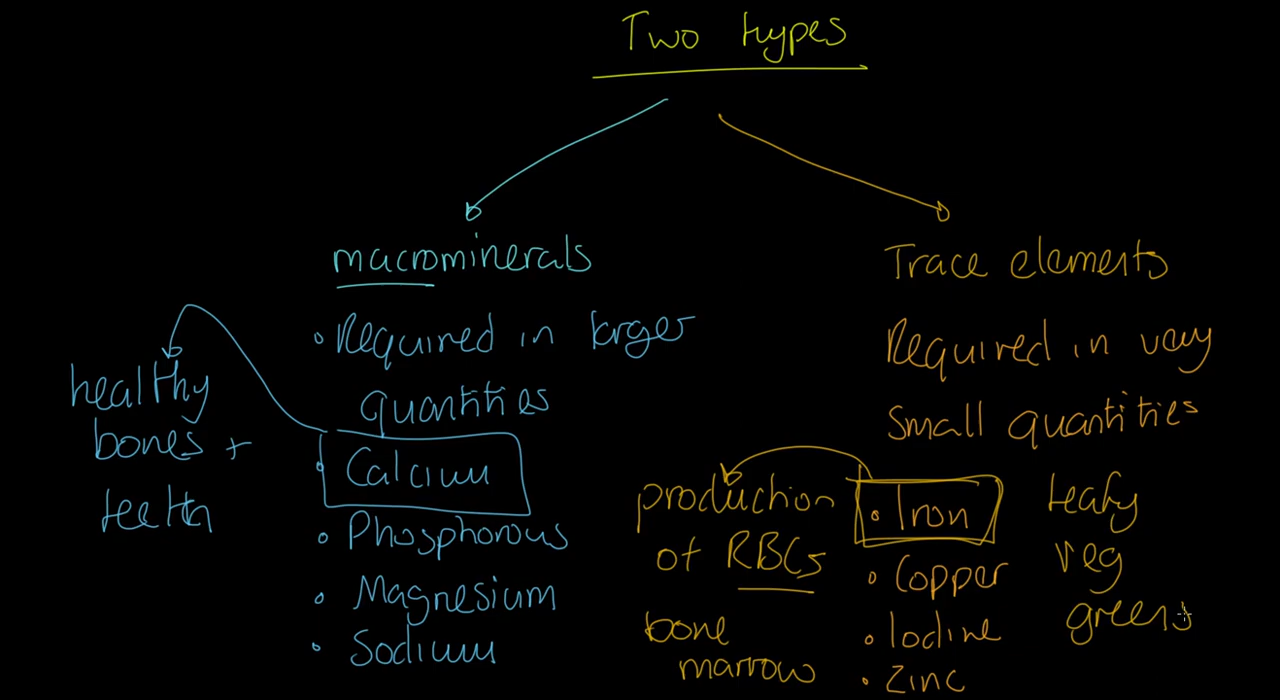 Two types
macrominerals
• Required in larger
quantities
• Calcium
• Phosphorous
• Magnesium
• Sodium
healthy
bones +
teeth
Trace elements
Required in very
Small quantities
• Iron
• Copper
• Iodine
• Zinc
production
of RBCs
bone
marrow
leafy
veg
greens